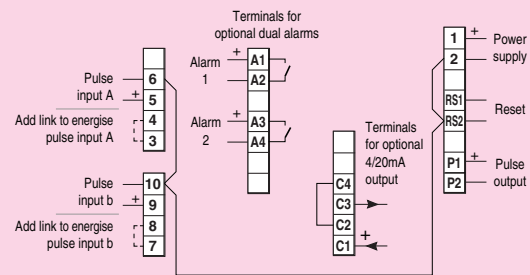 Terminals for
optional dual alarms
Alarm
1
+ A1
A2
Alarm
2
+ A3
A4
Pulse
input A
6
+ 5
Add link to energise
pulse input A
4
3
Pulse
input b
10
+ 9
Add link to energise
pulse input b
8
7
Terminals
for optional
4/20mA
output
C4
C3
C2
C1 +
1 +
2
Power
supply
RS1
RS2
Reset
P1 +
P2
Pulse
output